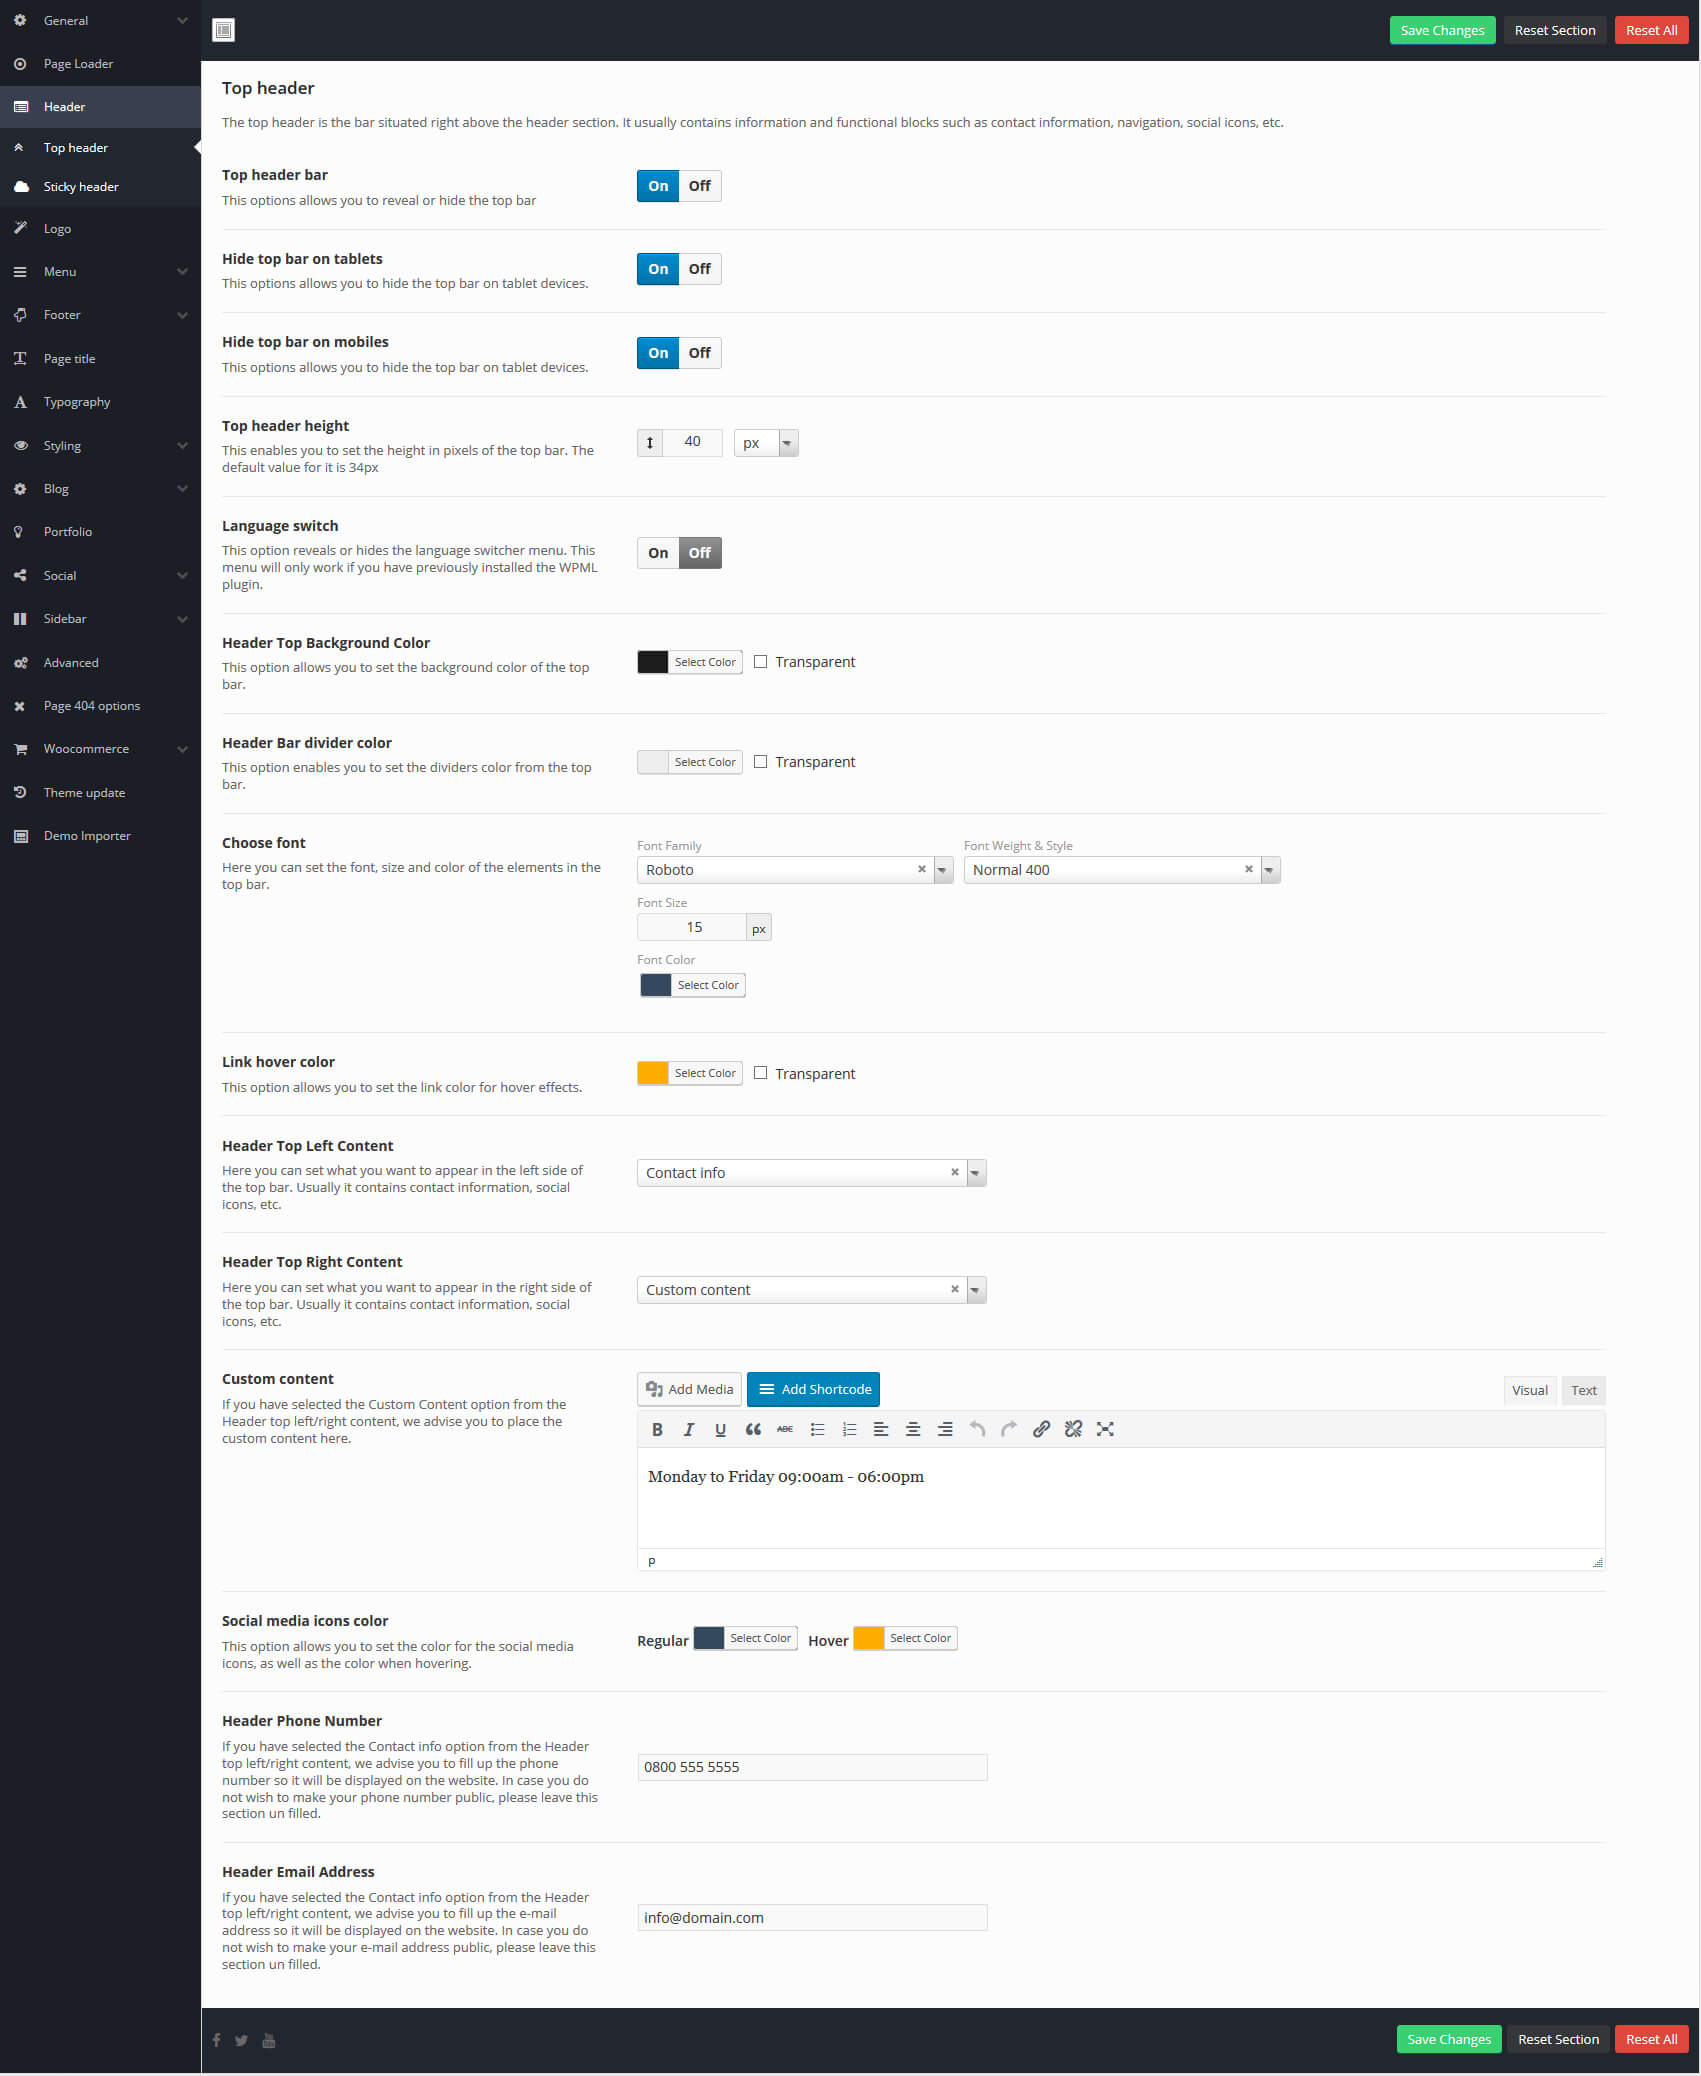 General
Page Loader
Header
Top header
Sticky header
Logo
Menu
Footer
Page title
Typography
Styling
Blog
Portfolio
Social
Sidebar
Advanced
Page 404 options
Woocommerce
Theme update
Demo Importer
Save Changes Reset Section Reset All
Top header
The top header is the bar situated right above the header section. It usually contains information and functional blocks such as contact information, navigation, social icons, etc.
Top header bar
This options allows you to reveal or hide the top bar
On Off
Hide top bar on tablets
This options allows you to hide the top bar on tablet devices.
On Off
Hide top bar on mobiles
This options allows you to hide the top bar on tablet devices.
On Off
Top header height
This enables you to set the height in pixels of the top bar. The
default value for it is 34px
40 px
Language switch
This option reveals or hides the language switcher menu. This
menu will only work if you have previously installed the WPML
plugin.
On Off
Header Top Background Color
This option allows you to set the background color of the top
bar.
Select Color Transparent
Header Bar divider color
This option enables you to set the dividers color from the top
bar.
Select Color Transparent
Choose font
Here you can set the font, size and color of the elements in the
top bar.
Font Family Font Weight & Style
Roboto Normal 400
Font Size
15 px
Font Color
Select Color
Link hover color
This option allows you to set the link color for hover effects.
Select Color Transparent
Header Top Left Content
Here you can set what you want to appear in the left side of
the top bar. Usually it contains contact information, social
icons, etc.
Contact info
Header Top Right Content
Here you can set what you want to appear in the right side of
the top bar. Usually it contains contact information, social
icons, etc.
Custom content
Custom content
If you have selected the Custom Content option from the
Header top left/right content, we advise you to place the
custom content here.
Add Media Add Shortcode Visual Text
B I U ABC
Monday to Friday 09:00am - 06:00pm
p
Social media icons color
This option allows you to set the color for the social media
icons, as well as the color when hovering.
Regular Select Color Hover Select Color
Header Phone Number
If you have selected the Contact info option from the Header
top left/right content, we advise you to fill up the phone
number so it will be displayed on the website. In case you do
not wish to make your phone number public, please leave this
section un filled.
0800 555 5555
Header Email Address
If you have selected the Contact info option from the Header
top left/right content, we advise you to fill up the e-mail
address so it will be displayed on the website. In case you do
not wish to make your e-mail address public, please leave this
section un filled.
info@domain.com
Save Changes Reset Section Reset All